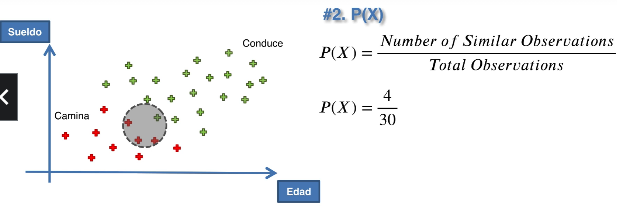 #2. P(X)
Sueldo
Conduce
P(X) = Number of Similar Observations / Total Observations
P(X) = 4 / 30
Camina
Edad